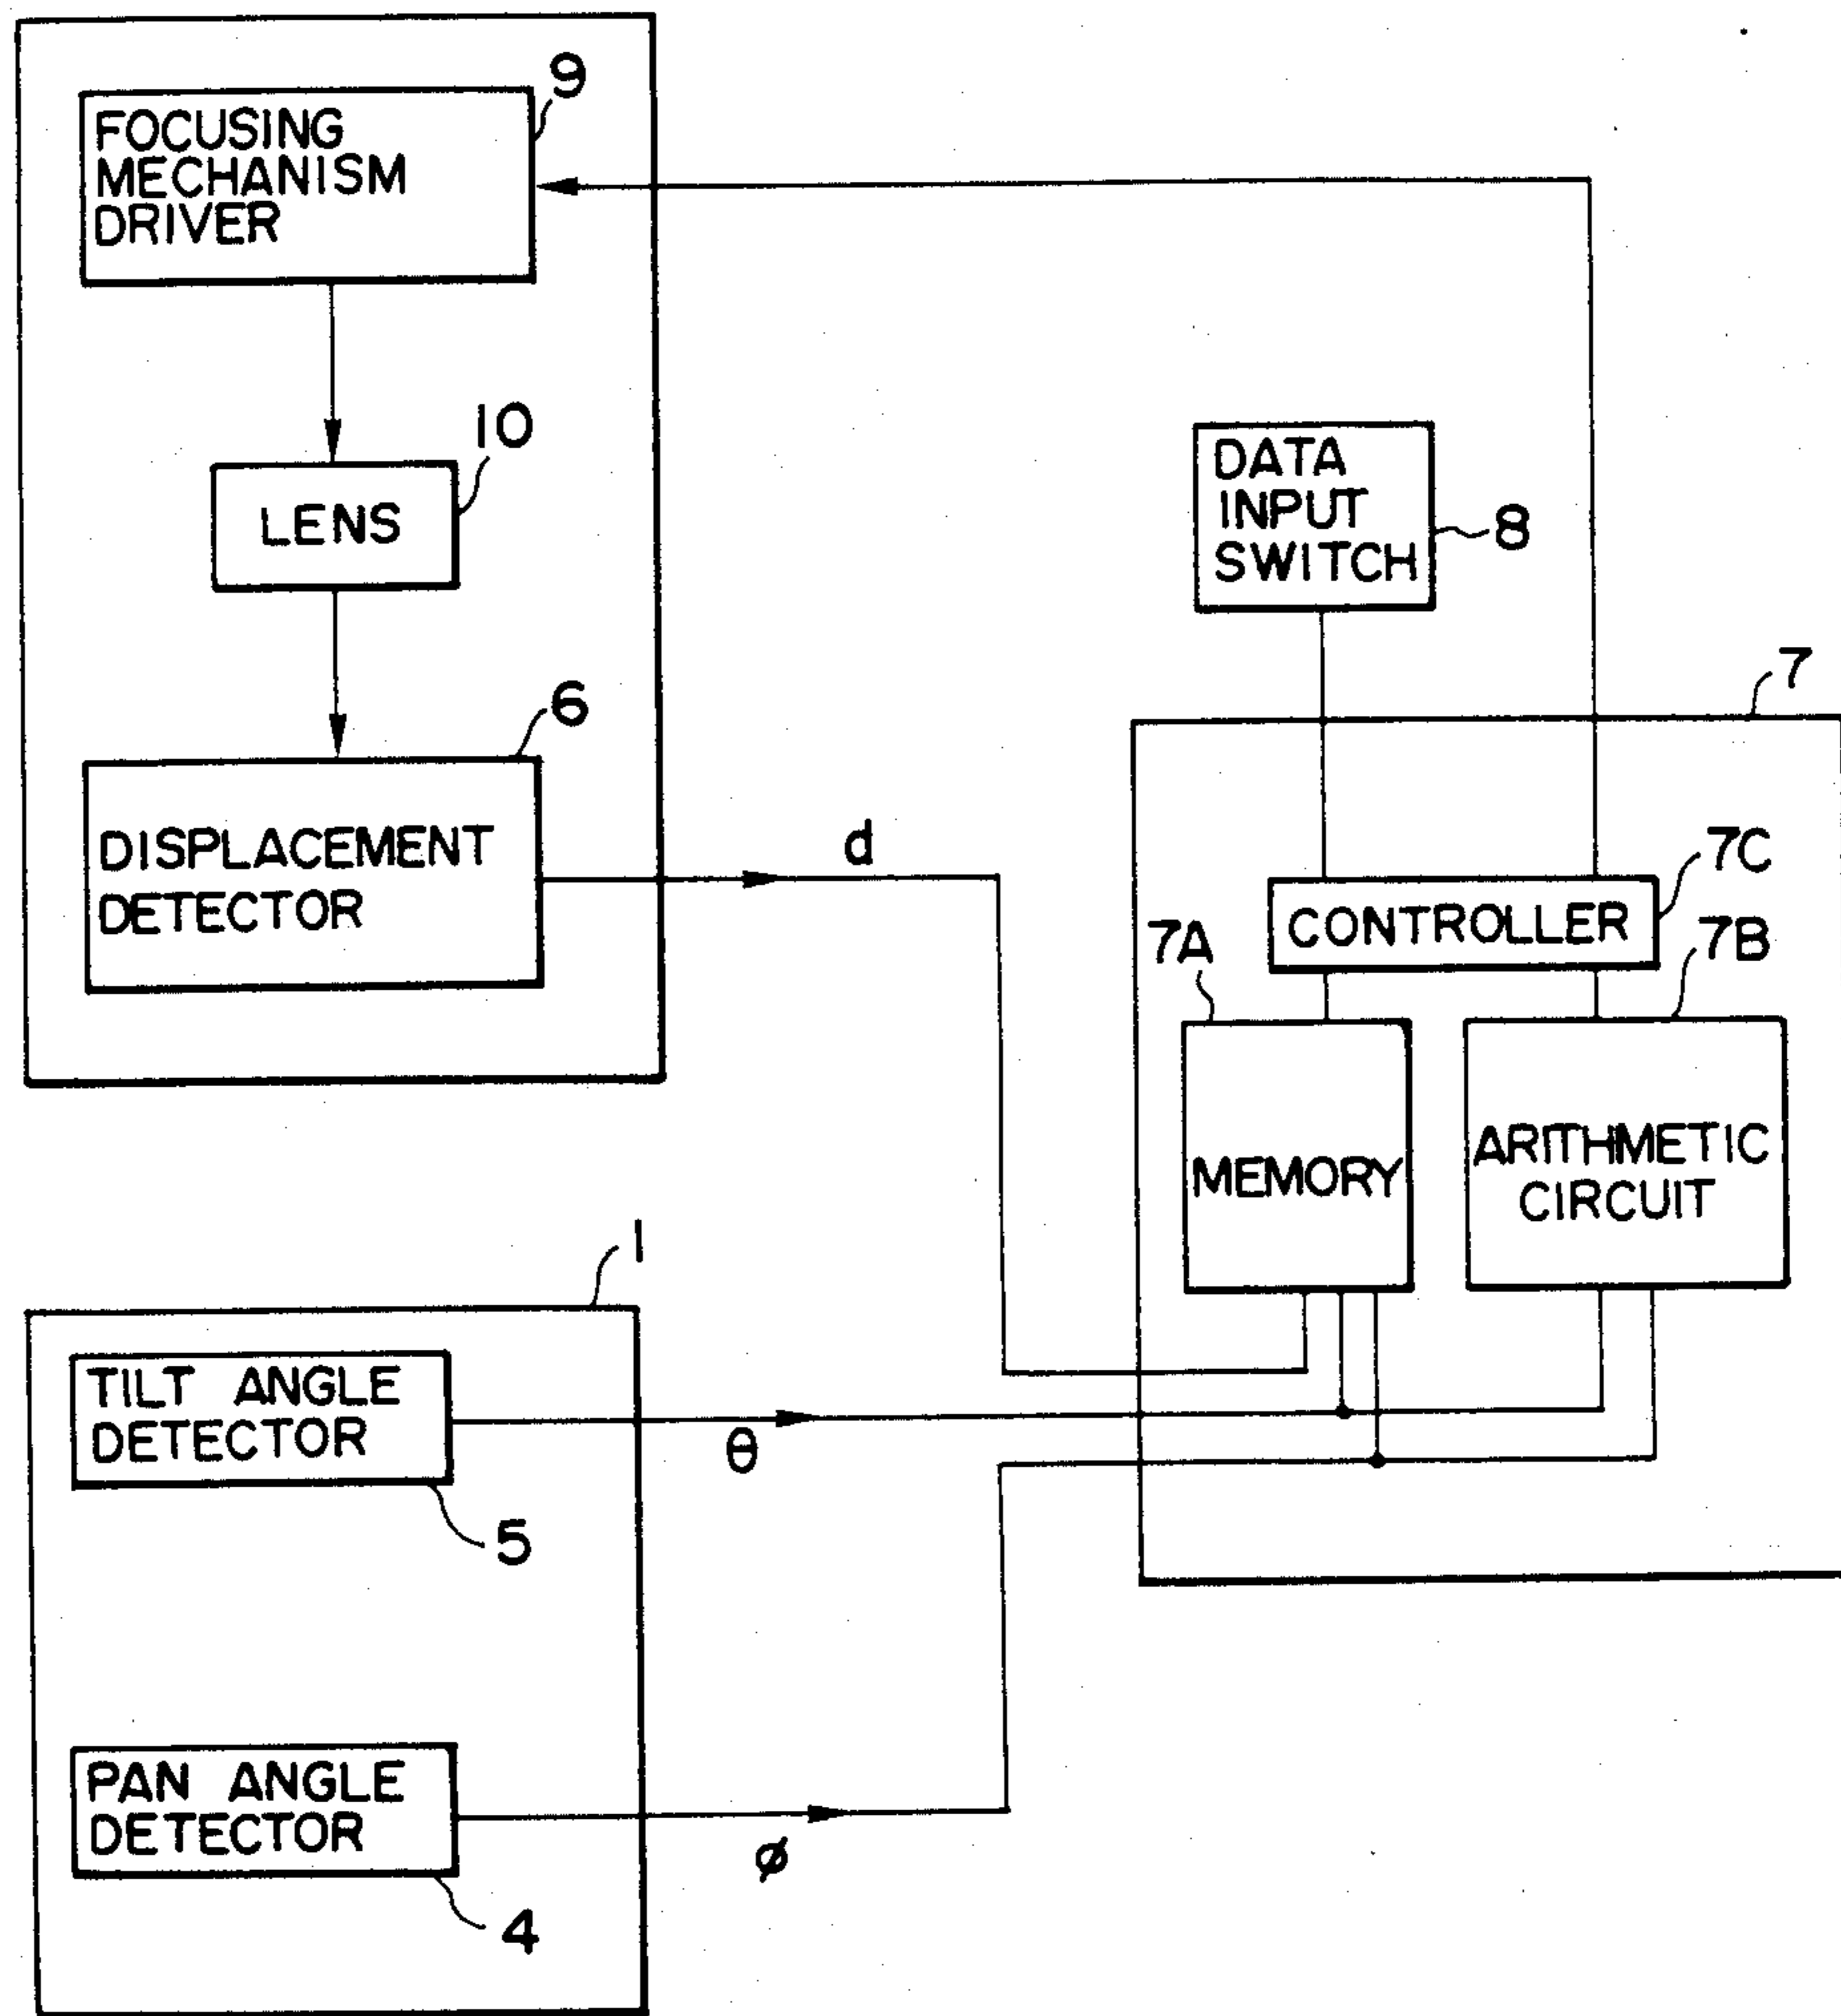 9
FOCUSING
MECHANISM
DRIVER
10
LENS
DATA
INPUT
SWITCH
8
7
6
DISPLACEMENT
DETECTOR
d
7C
CONTROLLER
7A
7B
MEMORY
ARITHMETIC
CIRCUIT
1
TILT ANGLE
DETECTOR
θ
5
PAN ANGLE
DETECTOR
ϕ
4